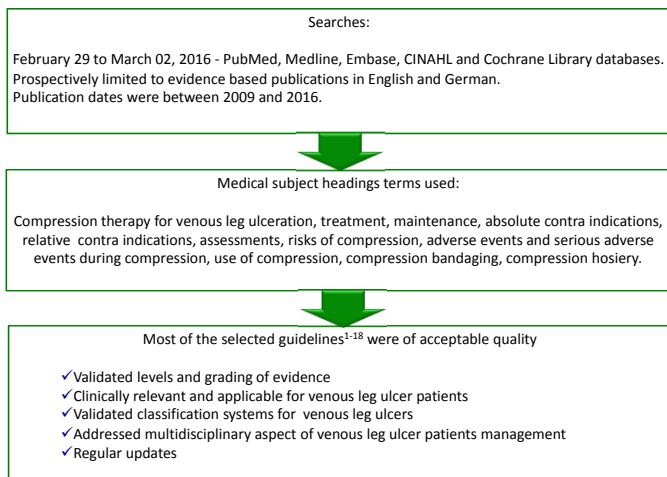 Searches:
February 29 to March 02, 2016 - PubMed, Medline, Embase, CINAHL and Cochrane Library databases.
Prospectively limited to evidence based publications in English and German.
Publication dates were between 2009 and 2016.
Medical subject headings terms used:
Compression therapy for venous leg ulceration, treatment, maintenance, absolute contra indications,
relative contra indications, assessments, risks of compression, adverse events and serious adverse
events during compression, use of compression, compression bandaging, compression hosiery.
Most of the selected guidelines1-18 were of acceptable quality
✓Validated levels and grading of evidence
✓Clinically relevant and applicable for venous leg ulcer patients
✓Validated classification systems for venous leg ulcers
✓Addressed multidisciplinary aspect of venous leg ulcer patients management
✓Regular updates